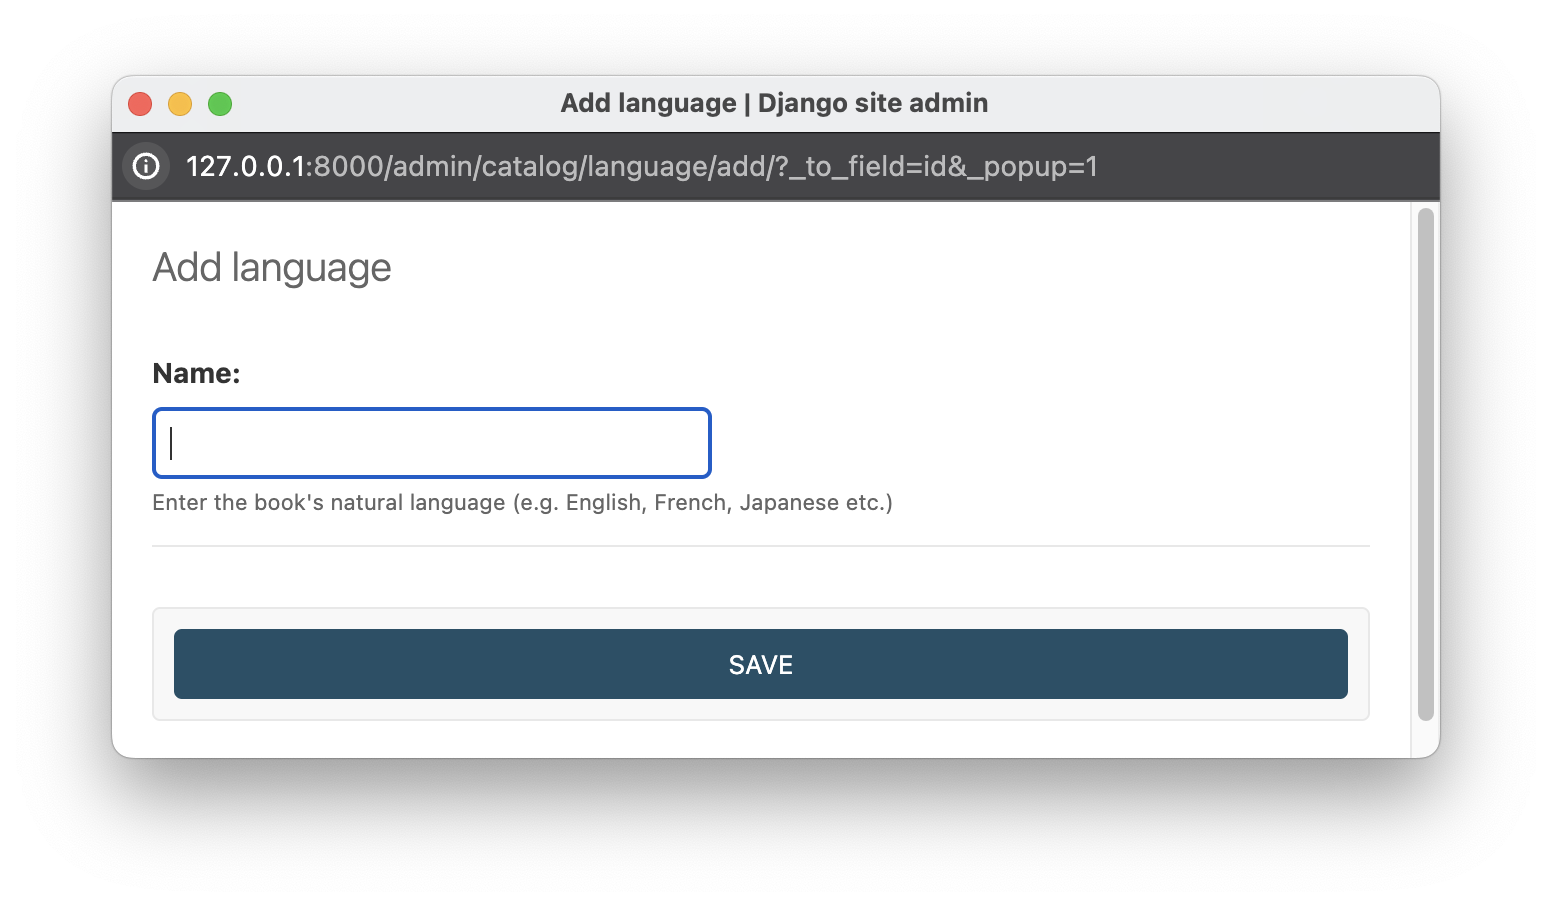 Add language | Django site admin
127.0.0.1:8000/admin/catalog/language/add/?_to_field=id&_popup=1
Add language
Name:
Enter the book's natural language (e.g. English, French, Japanese etc.)
SAVE